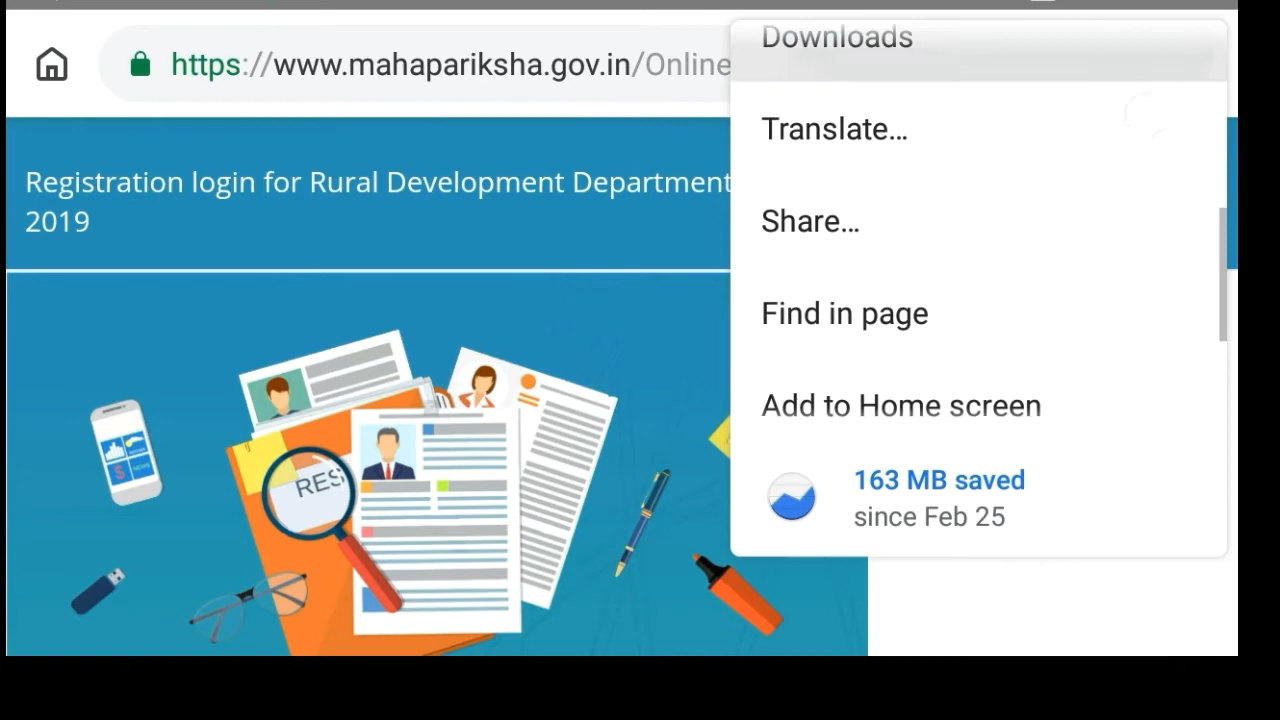 https://www.mahapariksha.gov.in/Online
Registration login for Rural Development Department
2019
RES
NEWS
Downloads
Translate...
Share...
Find in page
Add to Home screen
163 MB saved
since Feb 25